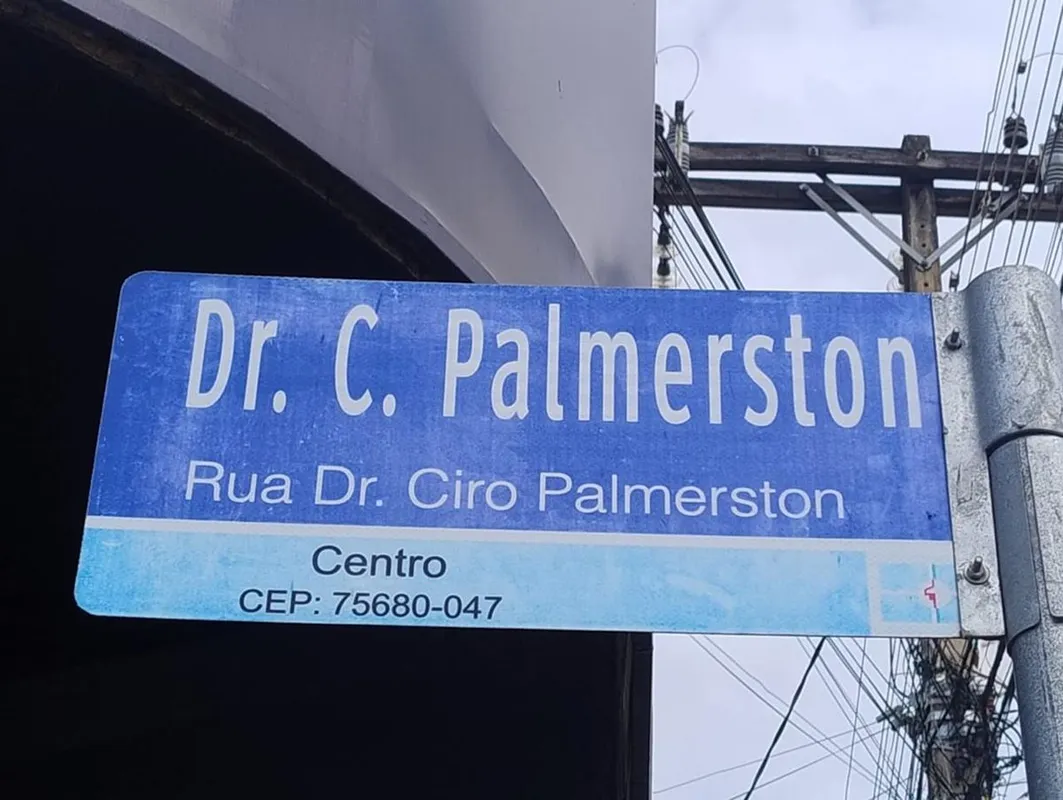 Dr. C. Palmerston
Rua Dr. Ciro Palmerston
Centro
CEP: 75680-047